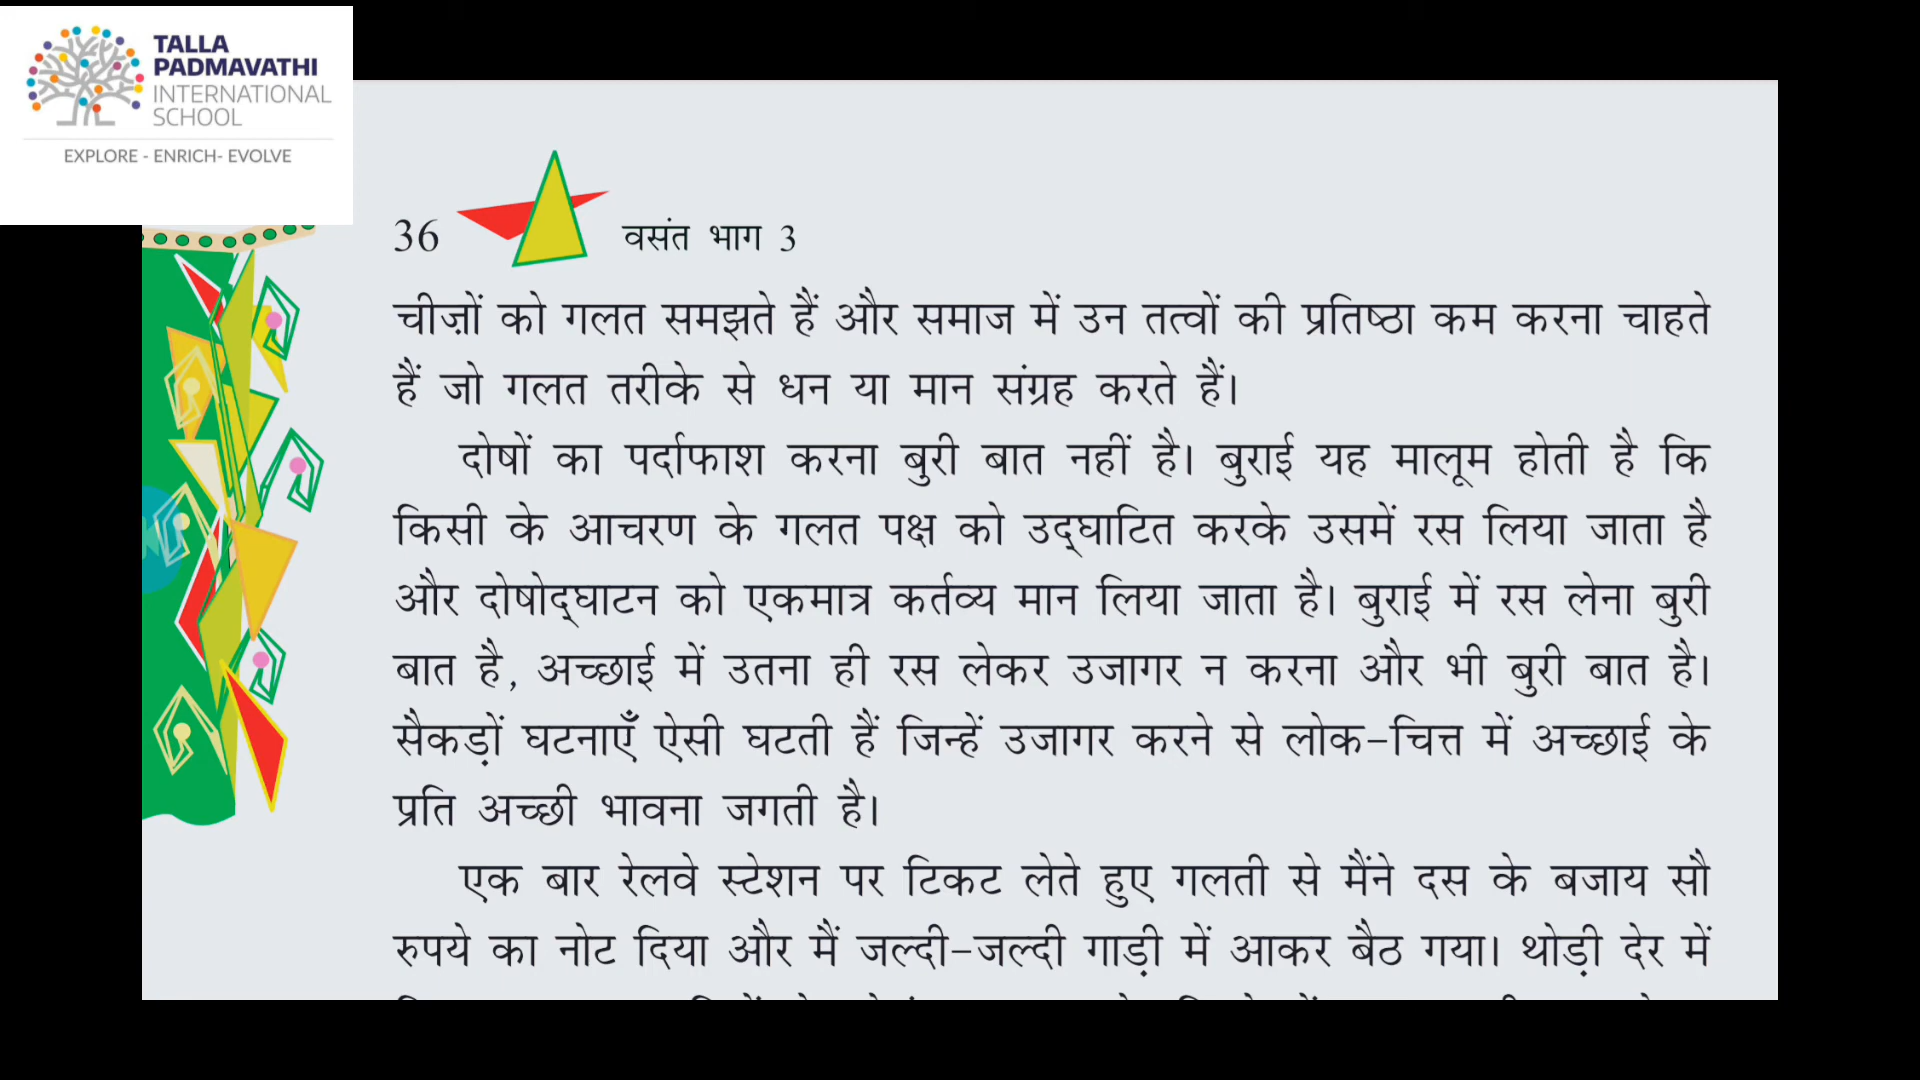 TALLA
PADMAVATHI
INTERNATIONAL
SCHOOL
EXPLORE - ENRICH- EVOLVE
36 वसंत भाग 3
चीज़ों को गलत समझते हैं और समाज में उन तत्वों की प्रतिष्ठा कम करना चाहते
हैं जो गलत तरीके से धन या मान संग्रह करते हैं।
दोषों का पर्दाफाश करना बुरी बात नहीं है। बुराई यह मालूम होती है कि
किसी के आचरण के गलत पक्ष को उद्‌घाटित करके उसमें रस लिया जाता है
और दोषोद्‌घाटन को एकमात्र कर्तव्य मान लिया जाता है। बुराई में रस लेना बुरी
बात है, अच्छाई में उतना ही रस लेकर उजागर न करना और भी बुरी बात है।
सैकड़ों घटनाएँ ऐसी घटती हैं जिन्हें उजागर करने से लोक-चित्त में अच्छाई के
प्रति अच्छी भावना जगती है।
एक बार रेलवे स्टेशन पर टिकट लेते हुए गलती से मैंने दस के बजाय सौ
रुपये का नोट दिया और मैं जल्दी-जल्दी गाड़ी में आकर बैठ गया। थोड़ी देर में